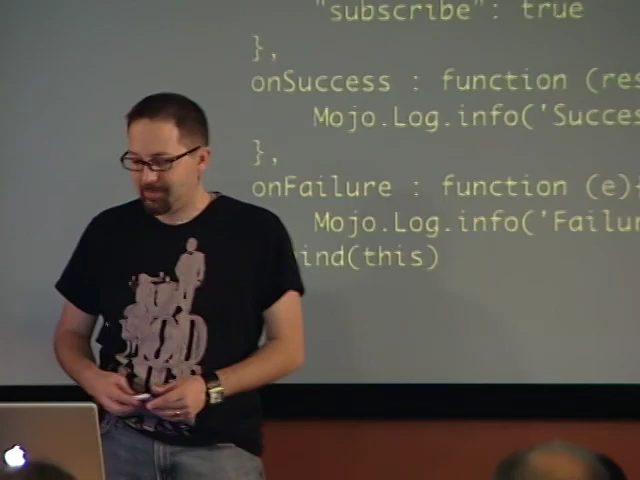 "subscribe": true
},
onSuccess : function (res
Mojo.Log.info('Succes
},
onFailure : function (e){
Mojo.Log.info('Failur
ind(this)